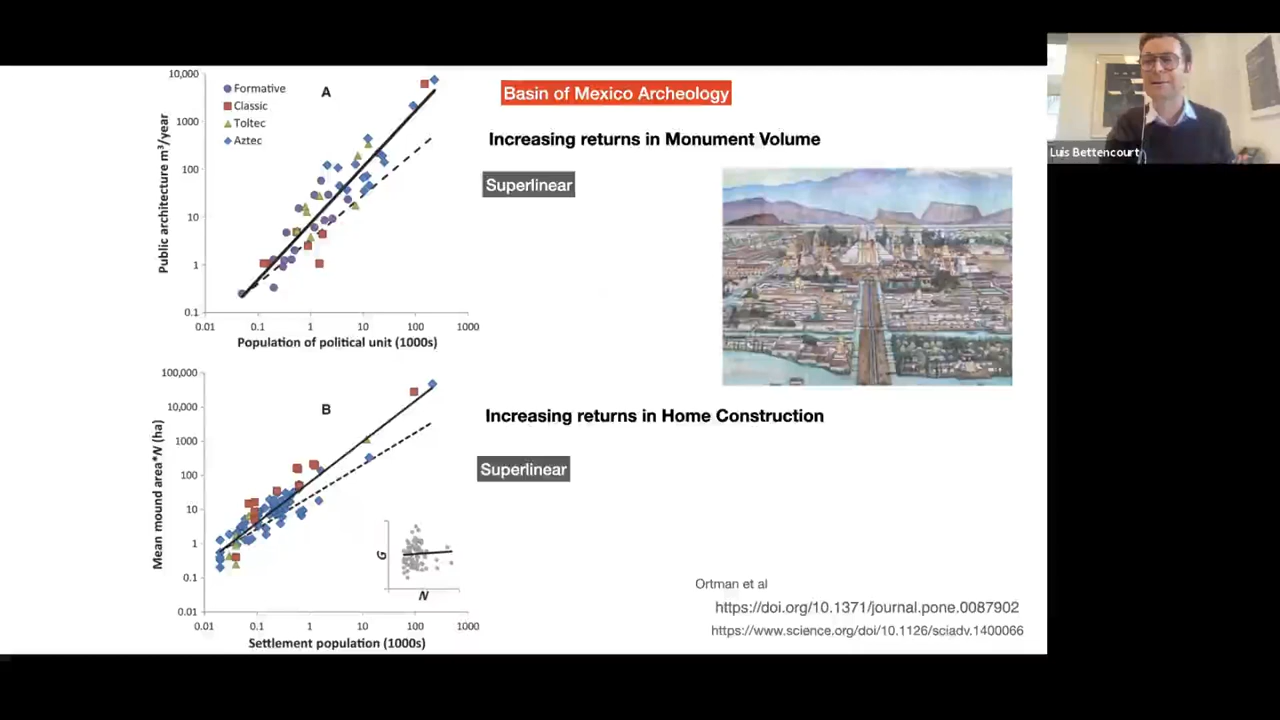 Basin of Mexico Archeology
Increasing returns in Monument Volume
Superlinear
A
Formative
Classic
Toltec
Aztec
Public architecture m³/year
10,000
1000
100
10
1
0.1
0.01
0.1
1
10
100
1000
Population of political unit (1000s)
Increasing returns in Home Construction
Superlinear
B
Mean mound area*N (ha)
100,000
10,000
1000
100
10
1
0.1
0.01
0.01
0.1
1
10
100
1000
Settlement population (1000s)
G
N
Ortman et al
https://doi.org/10.1371/journal.pone.0087902
https://www.science.org/doi/10.1126/sciadv.1400066
Luis Bettencourt